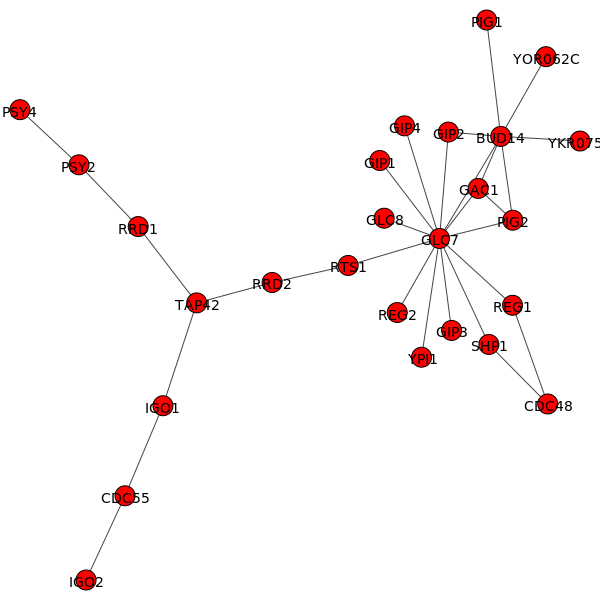 PIG1
YOR062C
PSY4
GIP4
GIP2
BUD14
YKR075
GIP1
PSY2
GAC1
GLC8
PIG2
RRD1
GLC7
RTS1
RRD2
TAP42
REG1
REG2
GIP3
SHP1
YPI1
CDC48
IGO1
CDC55
IGO2